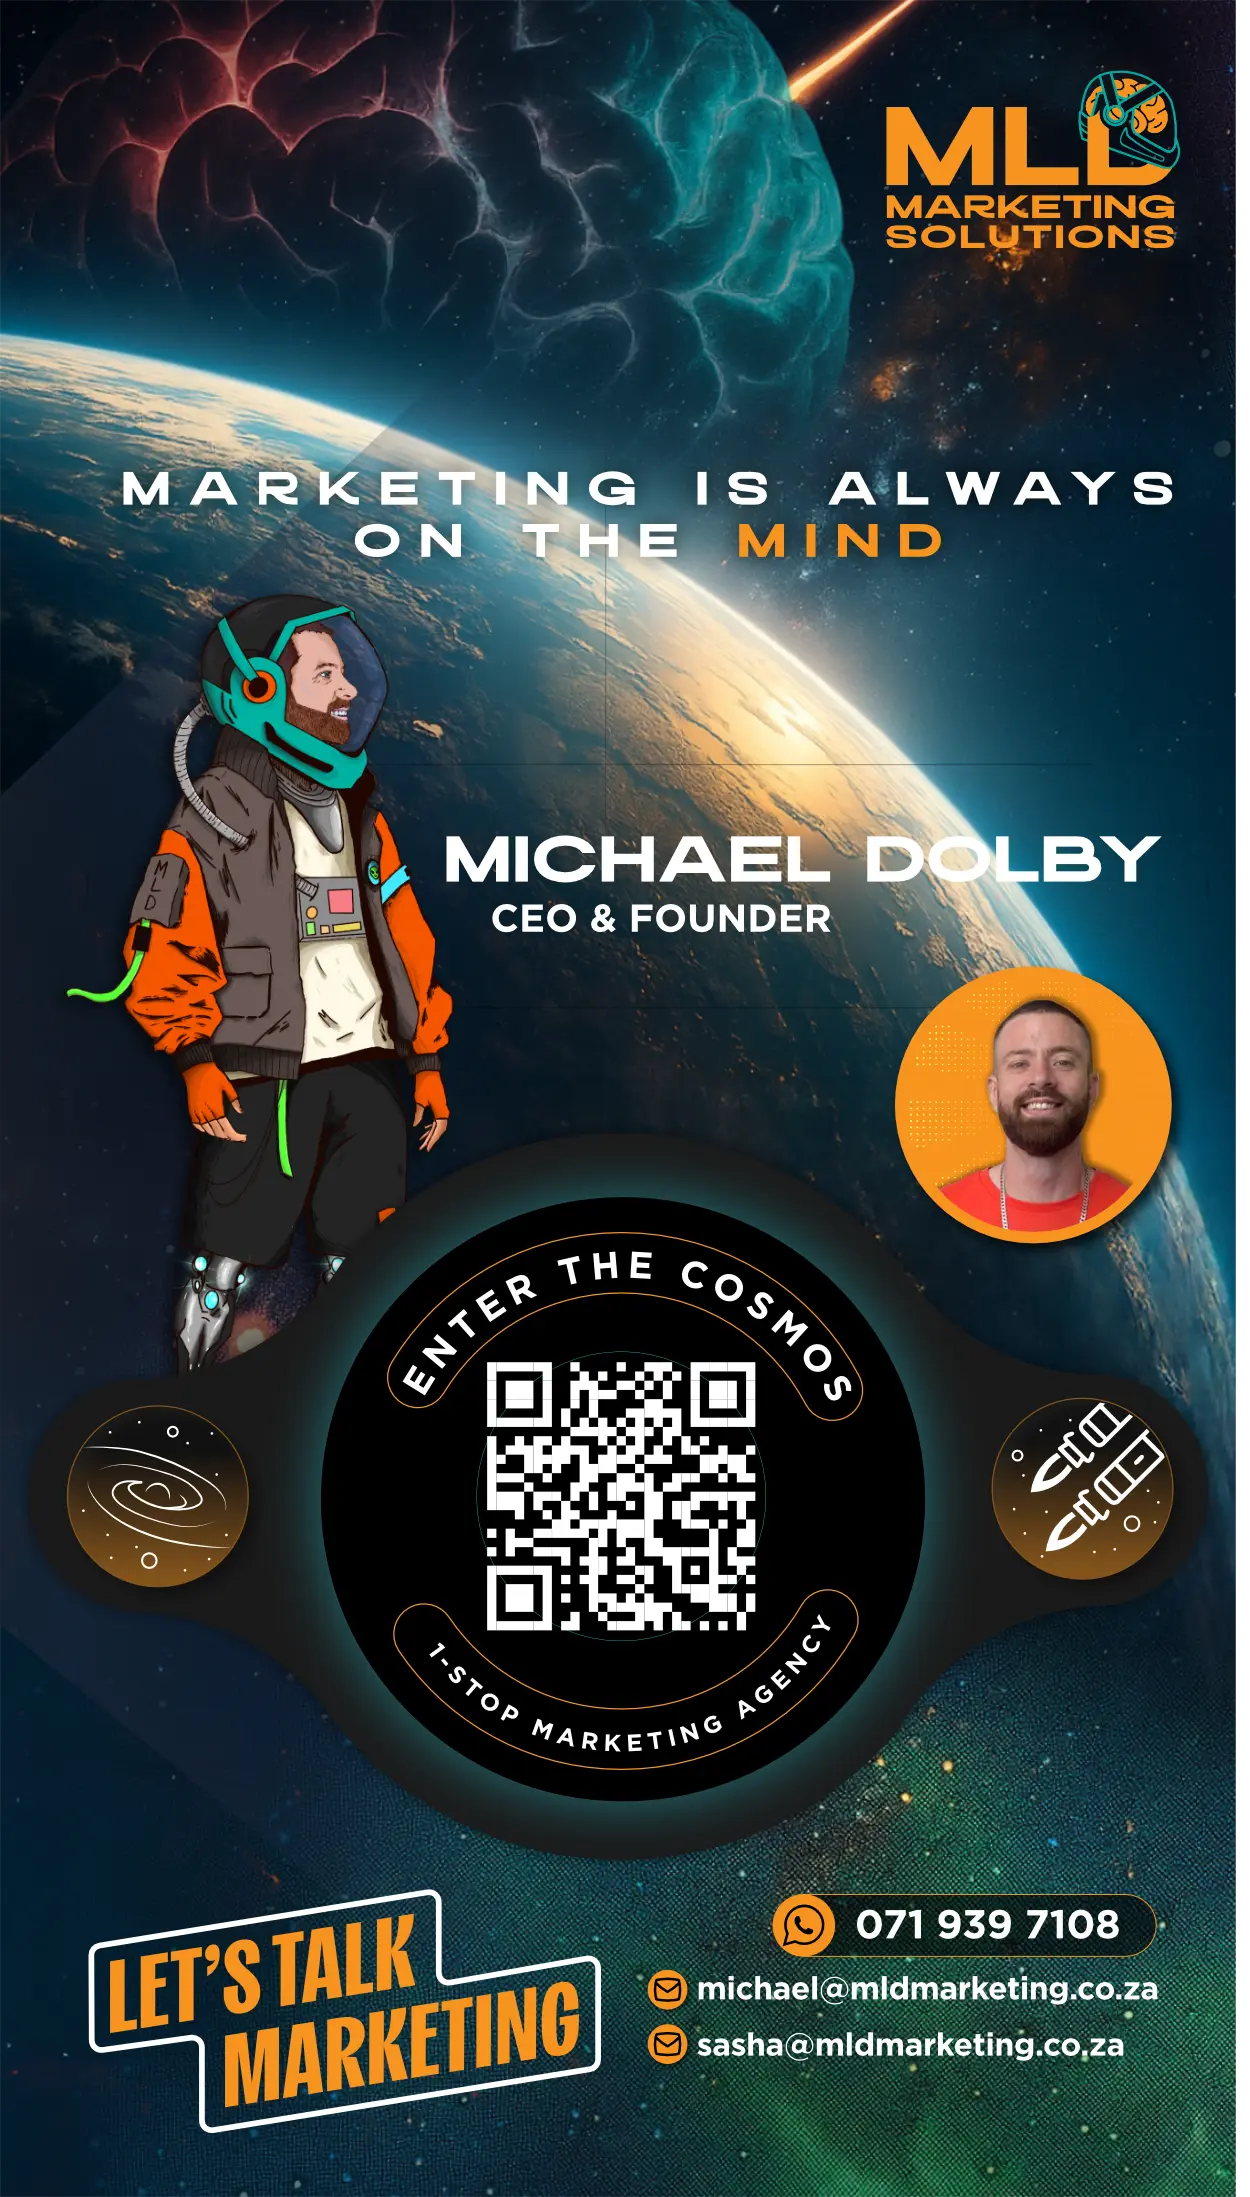 MLD
MARKETING
SOLUTIONS
MARKETING IS ALWAYS
ON THE MIND
MLD
MICHAEL DOLBY
CEO & FOUNDER
ENTER THE COSMOS
1-STOP MARKETING AGENCY
LET'S TALK
MARKETING
071 939 7108
michael@mldmarketing.co.za
sasha@mldmarketing.co.za